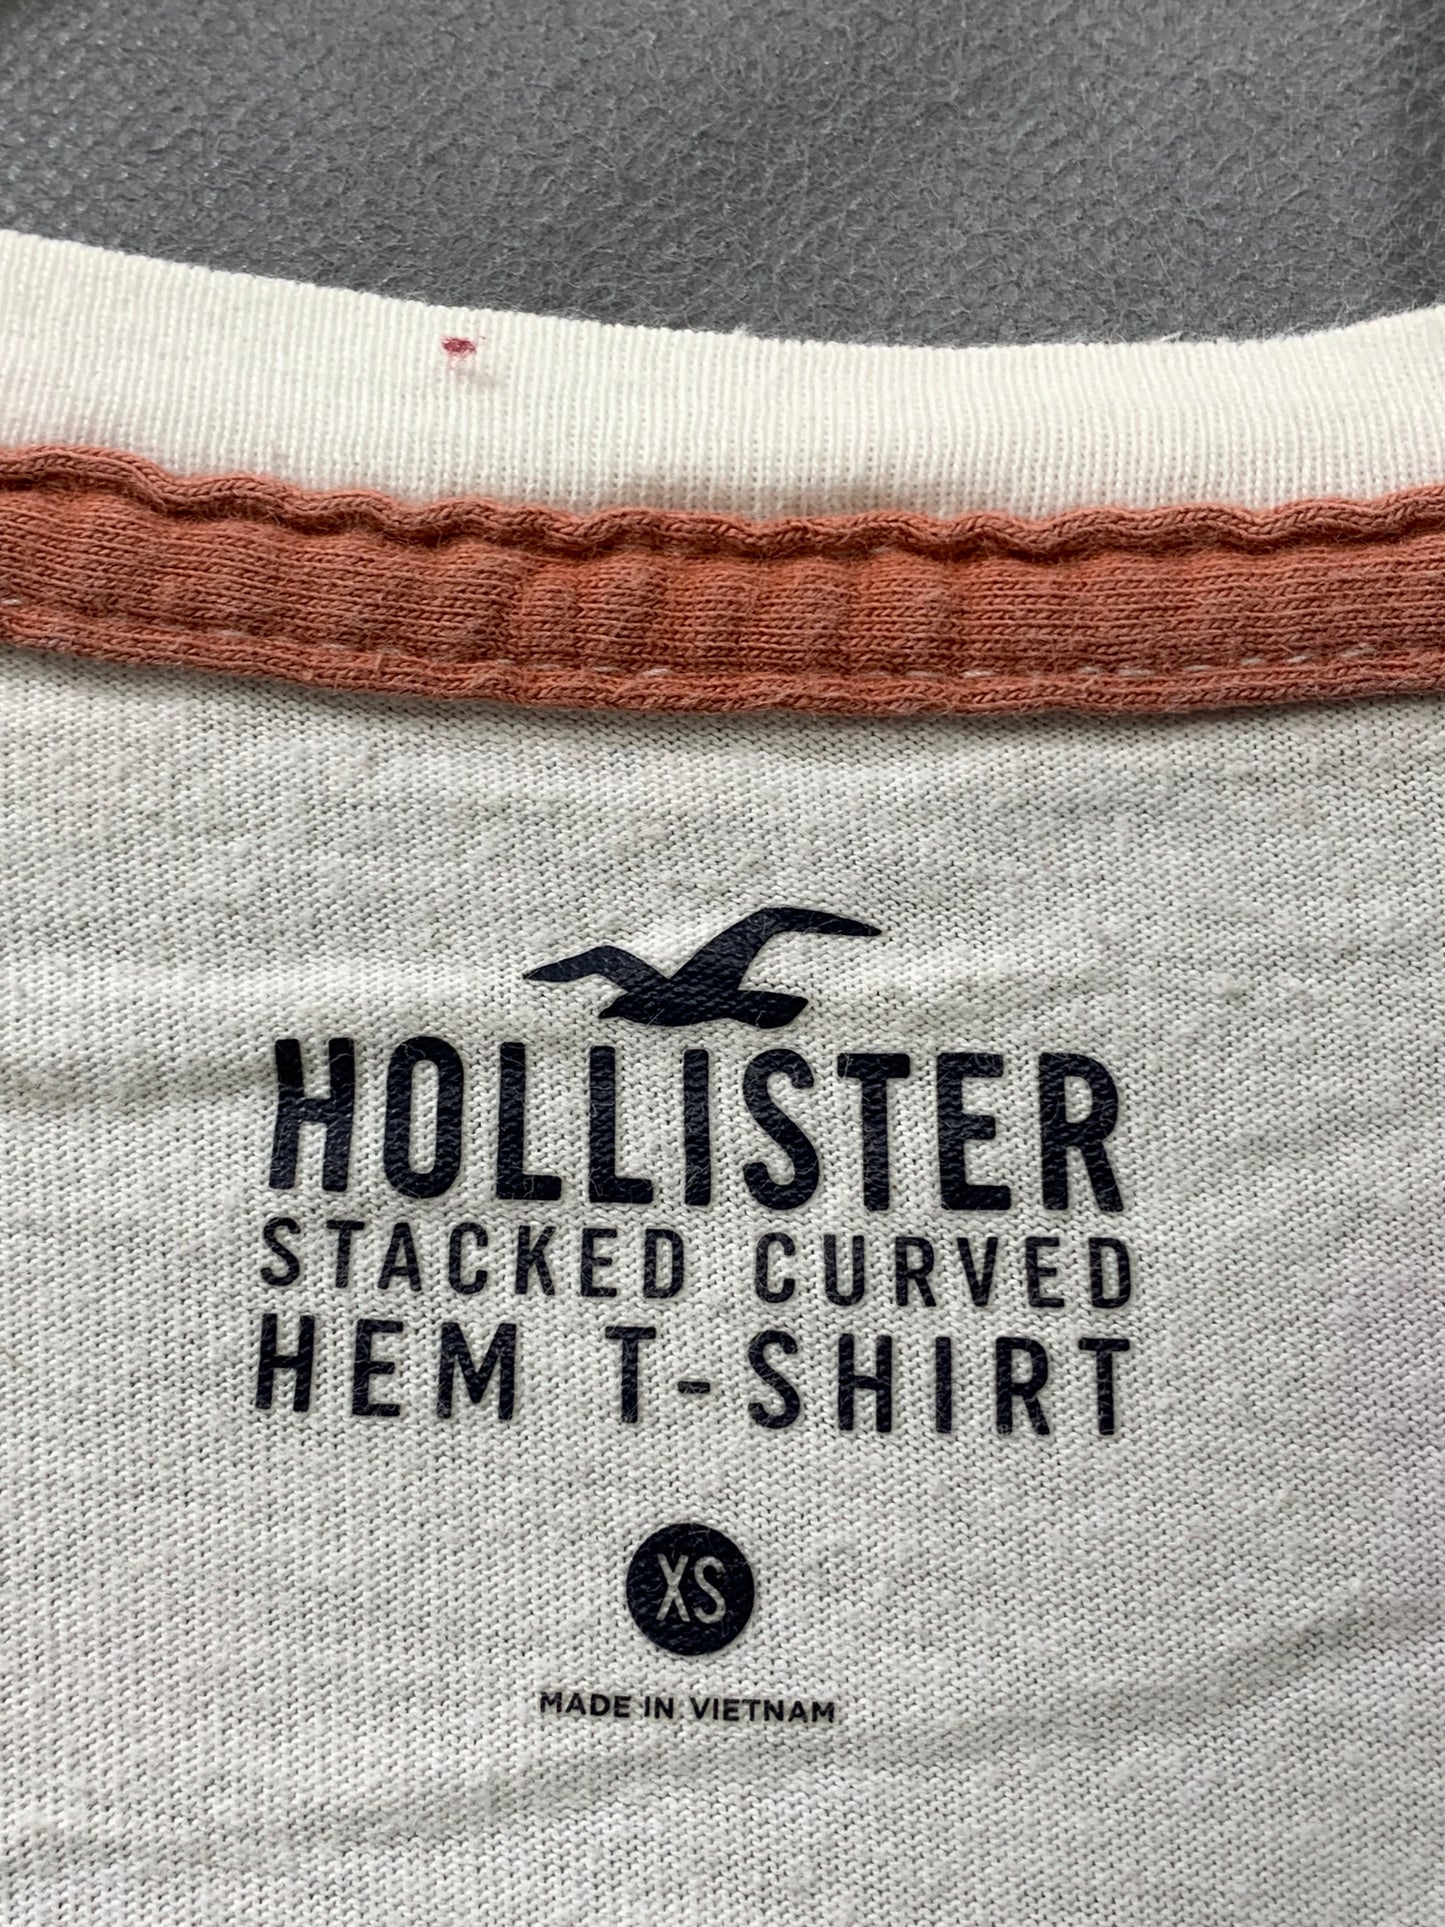 HOLLISTER
STACKED CURVED
HEM T-SHIRT
XS
MADE IN VIETNAM